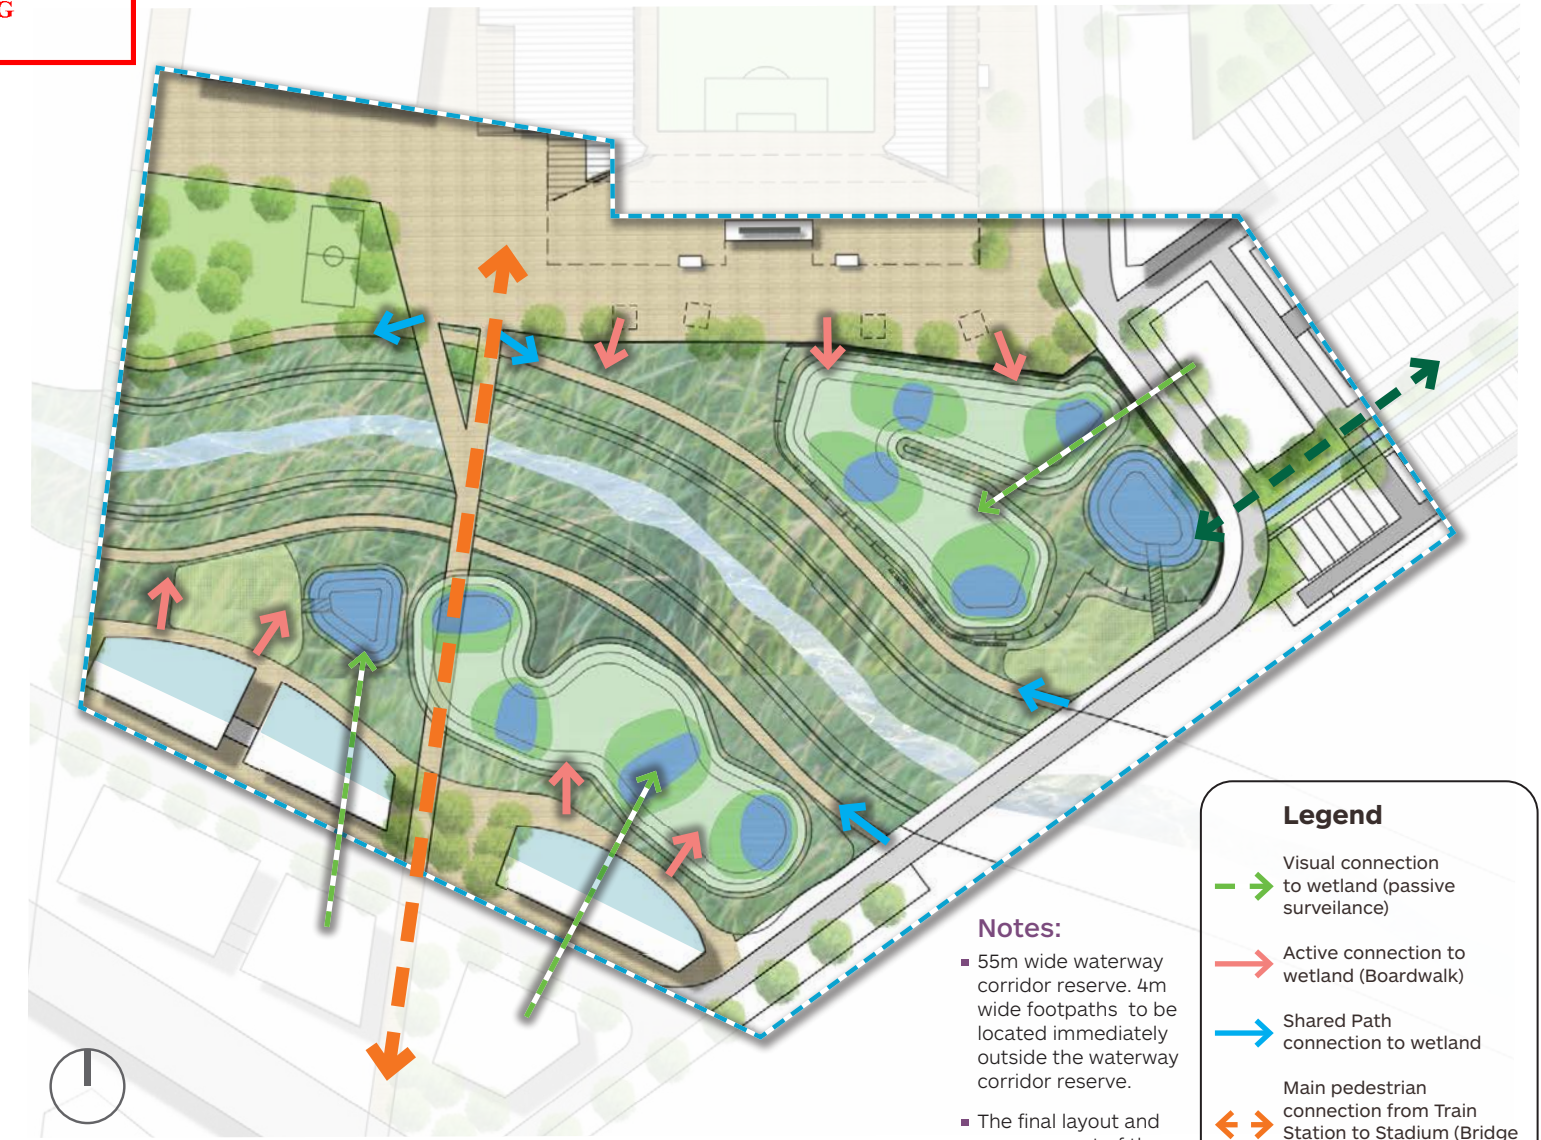 G
Notes:
55m wide waterway
corridor reserve. 4m
wide footpaths to be
located immediately
outside the waterway
corridor reserve.
The final layout and
Legend
Visual connection
to wetland (passive
surveilance)
Active connection to
wetland (Boardwalk)
Shared Path
connection to wetland
Main pedestrian
connection from Train
Station to Stadium (Bridge